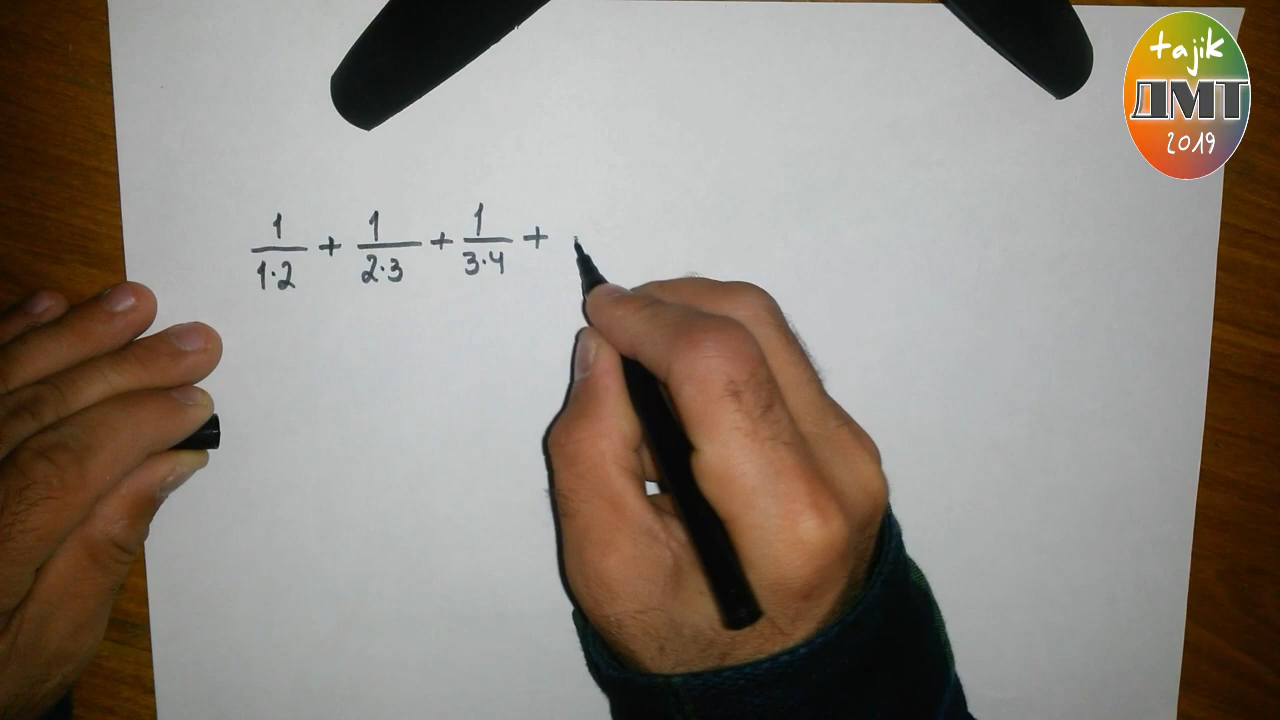 1/1·2 + 1/2·3 + 1/3·4 +
tajik
ДМТ
2019